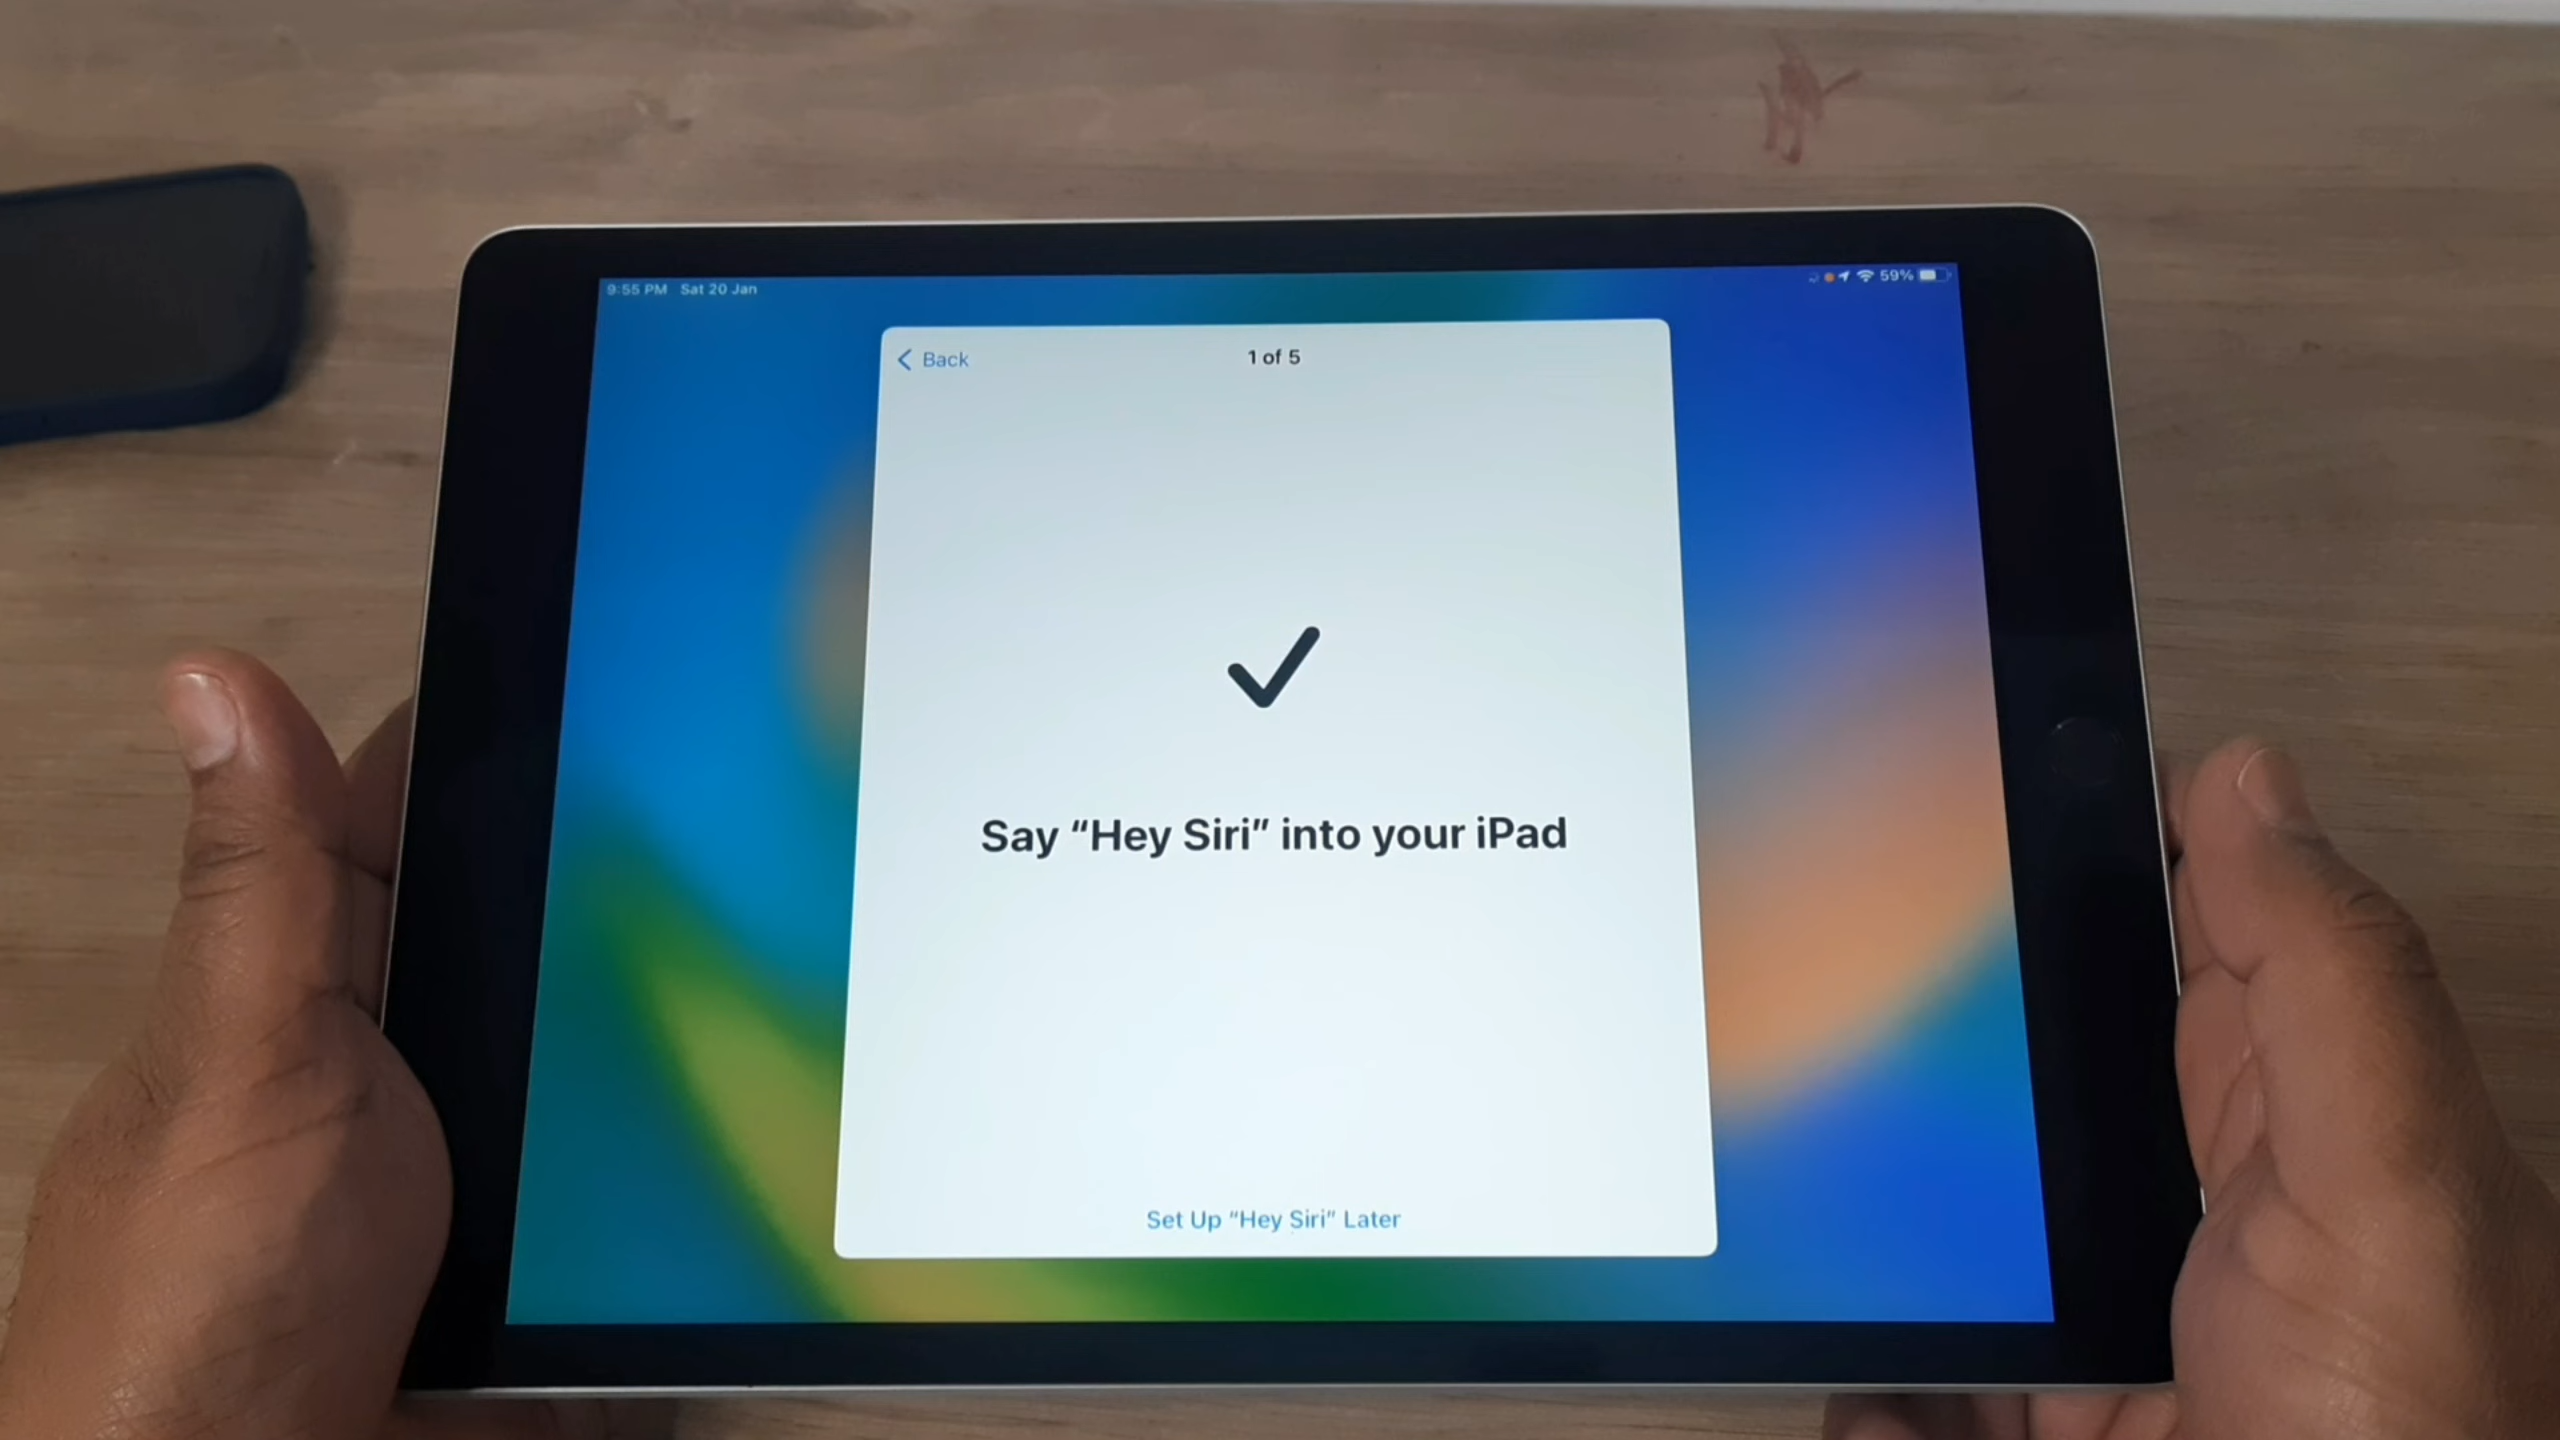 9:55 PM Sat 20 Jan
59%
Back
1 of 5
Say “Hey Siri” into your iPad
Set Up “Hey Siri” Later